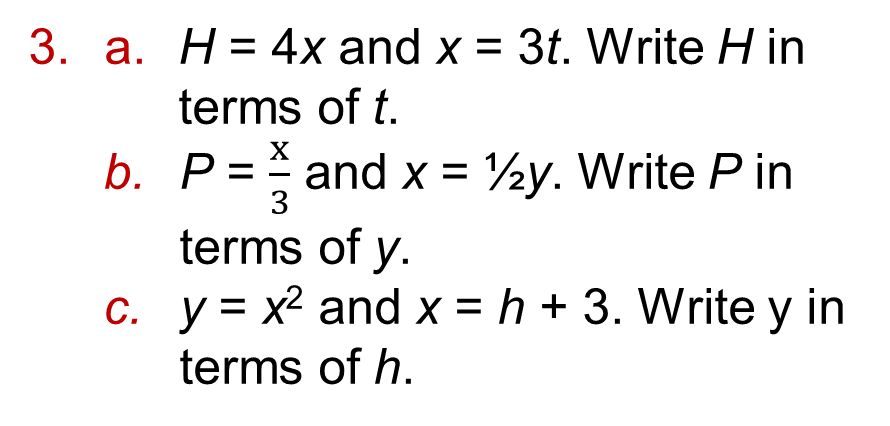 3. a. H = 4x and x = 3t. Write H in
terms of t.
b. P = x/3 and x = ½y. Write P in
terms of y.
c. y = x² and x = h + 3. Write y in
terms of h.